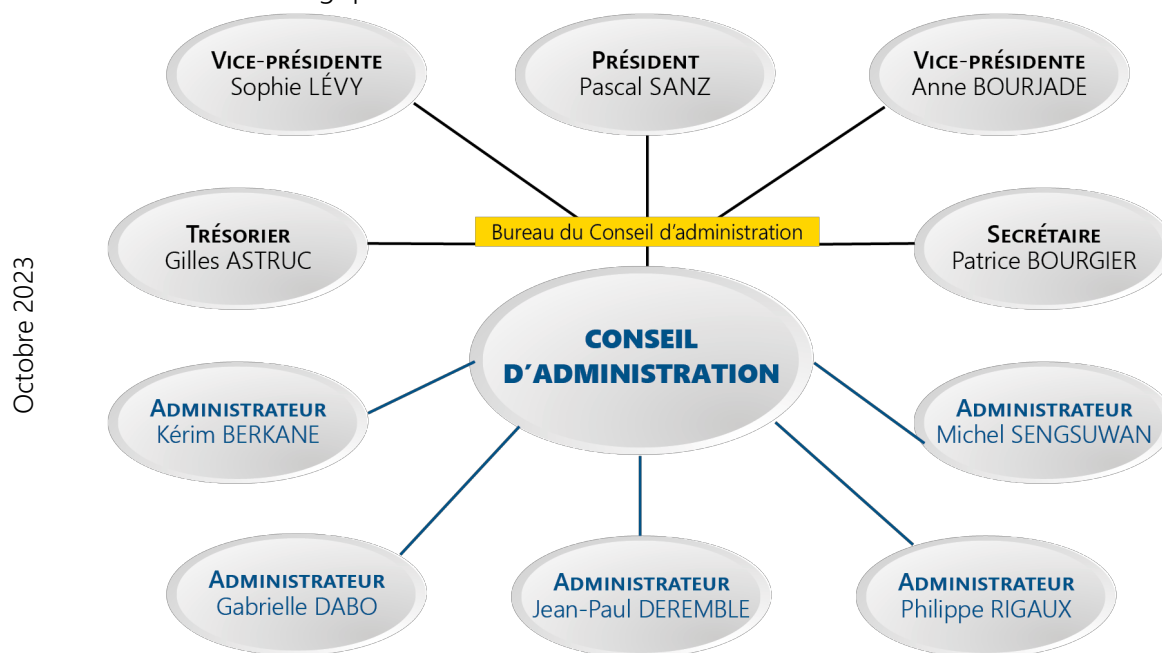 VICE-PRÉSIDENTE
Sophie LÉVY
PRÉSIDENT
Pascal SANZ
VICE-PRÉSIDENTE
Anne BOURJADE
TRÉSORIER
Gilles ASTRUC
Bureau du Conseil d'administration
SECRÉTAIRE
Patrice BOURGIER
Octobre 2023
CONSEIL
D'ADMINISTRATION
ADMINISTRATEUR
Kérim BERKANE
ADMINISTRATEUR
Michel SENGSUWAN
ADMINISTRATEUR
Gabrielle DABO
ADMINISTRATEUR
Jean-Paul DEREMBLE
ADMINISTRATEUR
Philippe RIGAUX